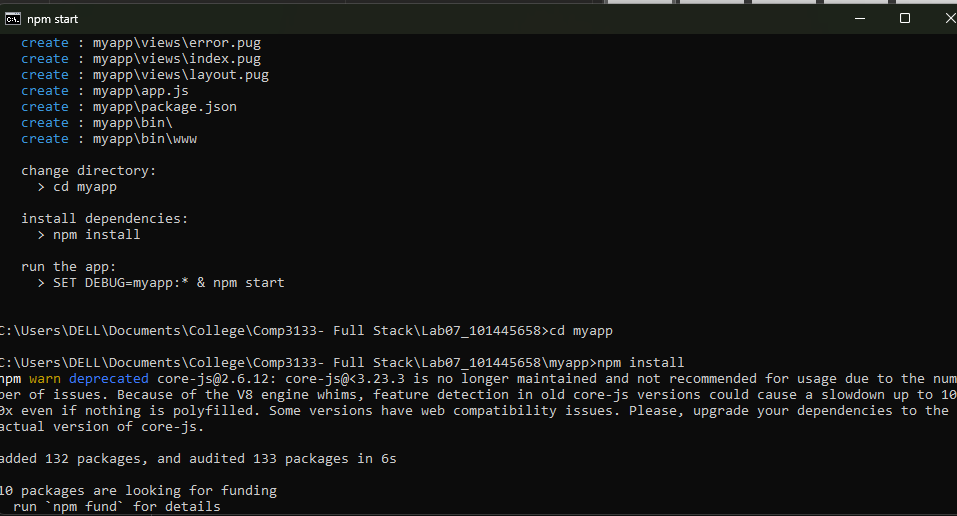 npm start
create : myapp\views\error.pug
create : myapp\views\index.pug
create : myapp\views\layout.pug
create : myapp\app.js
create : myapp\package.json
create : myapp\bin\
create : myapp\bin\www
change directory:
> cd myapp
install dependencies:
> npm install
run the app:
> SET DEBUG=myapp:* & npm start
C:\Users\DELL\Documents\College\Comp3133- Full Stack\Lab07_101445658>cd myapp
C:\Users\DELL\Documents\College\Comp3133- Full Stack\Lab07_101445658\myapp>npm install
npm warn deprecated core-js@2.6.12: core-js@<3.23.3 is no longer maintained and not recommended for usage due to the num
ber of issues. Because of the V8 engine whims, feature detection in old core-js versions could cause a slowdown up to 10
0x even if nothing is polyfilled. Some versions have web compatibility issues. Please, upgrade your dependencies to the
actual version of core-js.
added 132 packages, and audited 133 packages in 6s
10 packages are looking for funding
run `npm fund` for details